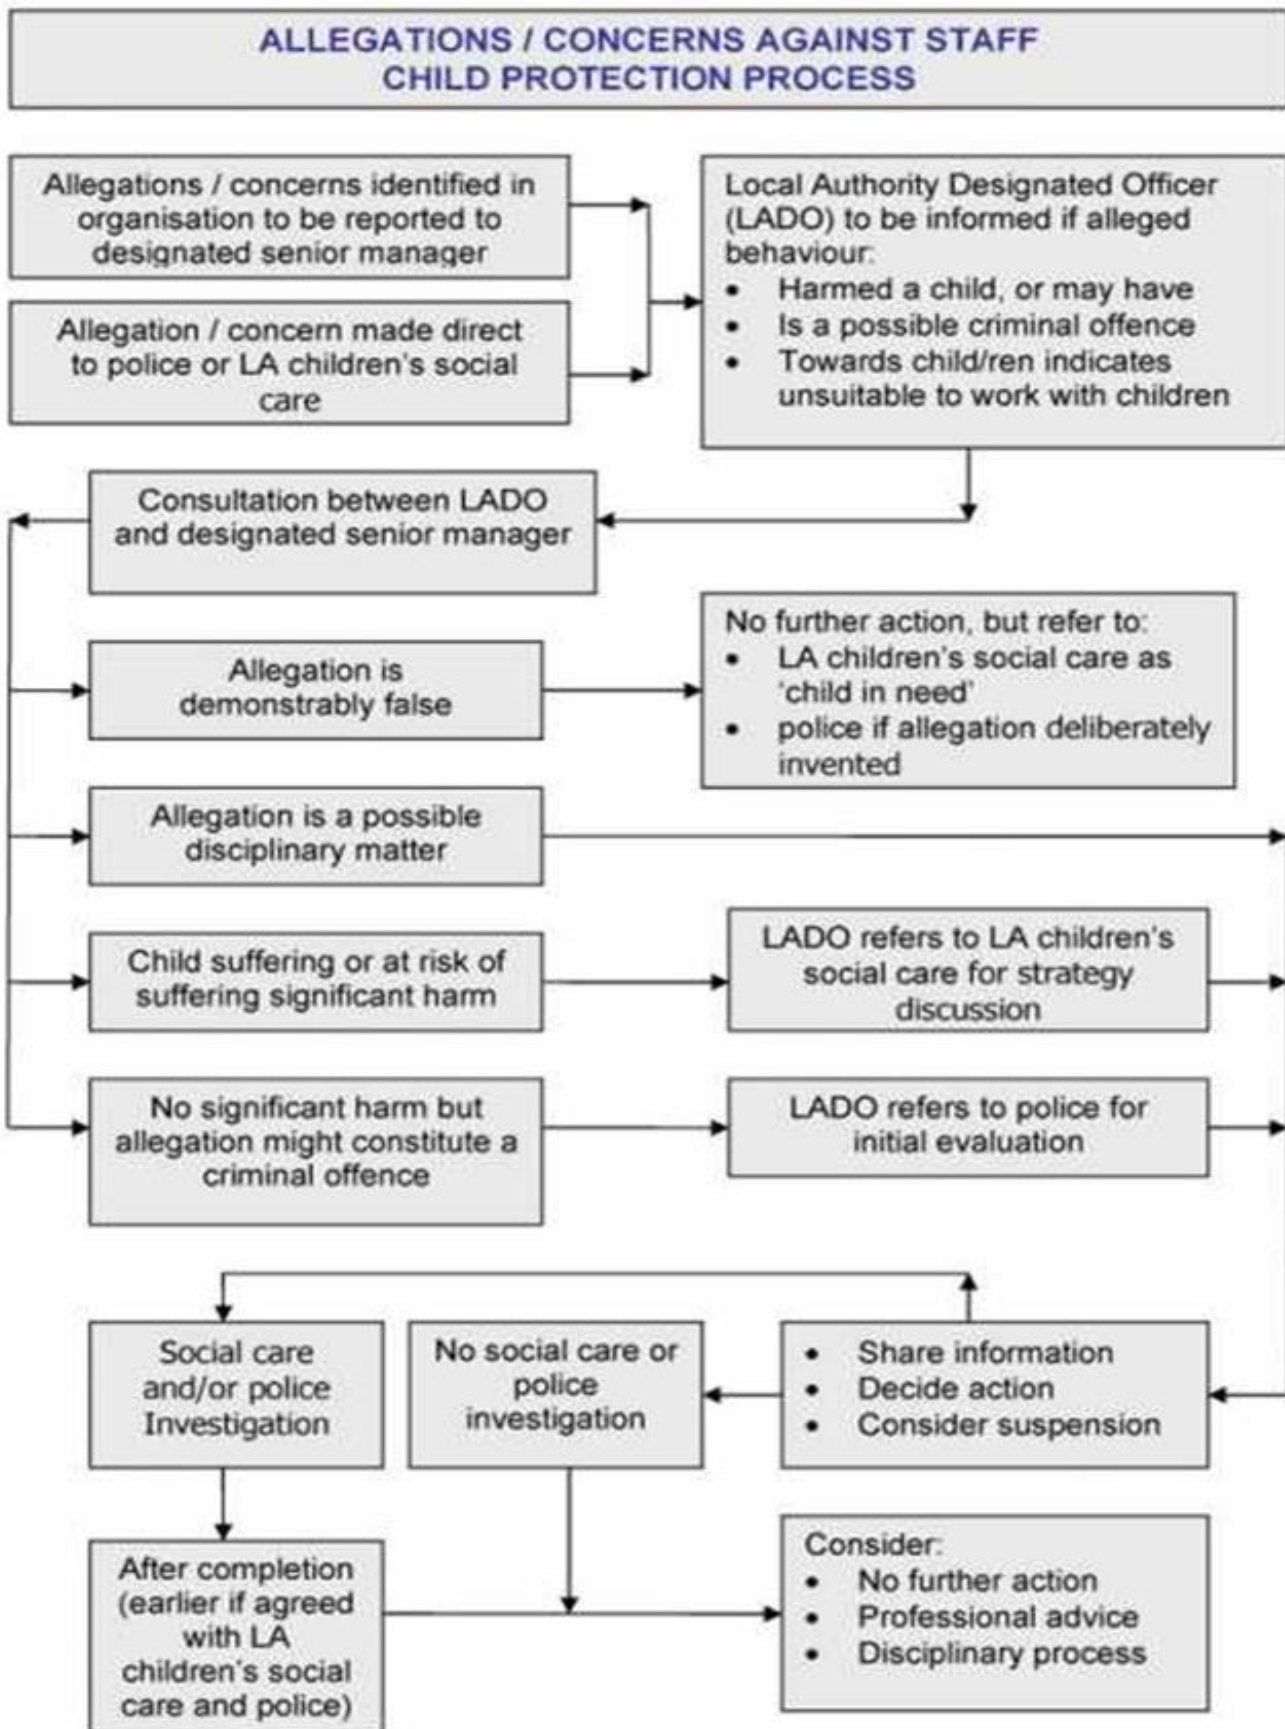 ALLEGATIONS / CONCERNS AGAINST STAFF
CHILD PROTECTION PROCESS
Allegations / concerns identified in
organisation to be reported to
designated senior manager
Allegation / concern made direct
to police or LA children's social
care
Local Authority Designated Officer
(LADO) to be informed if alleged
behaviour:
• Harmed a child, or may have
• Is a possible criminal offence
• Towards child/ren indicates
unsuitable to work with children
Consultation between LADO
and designated senior manager
Allegation is
demonstrably false
No further action, but refer to:
• LA children's social care as
'child in need'
• police if allegation deliberately
invented
Allegation is a possible
disciplinary matter
Child suffering or at risk of
suffering significant harm
LADO refers to LA children's
social care for strategy
discussion
No significant harm but
allegation might constitute a
criminal offence
LADO refers to police for
initial evaluation
Social care
and/or police
Investigation
No social care or
police
investigation
• Share information
• Decide action
• Consider suspension
After completion
(earlier if agreed
with LA
children's social
care and police)
Consider:
• No further action
• Professional advice
• Disciplinary process